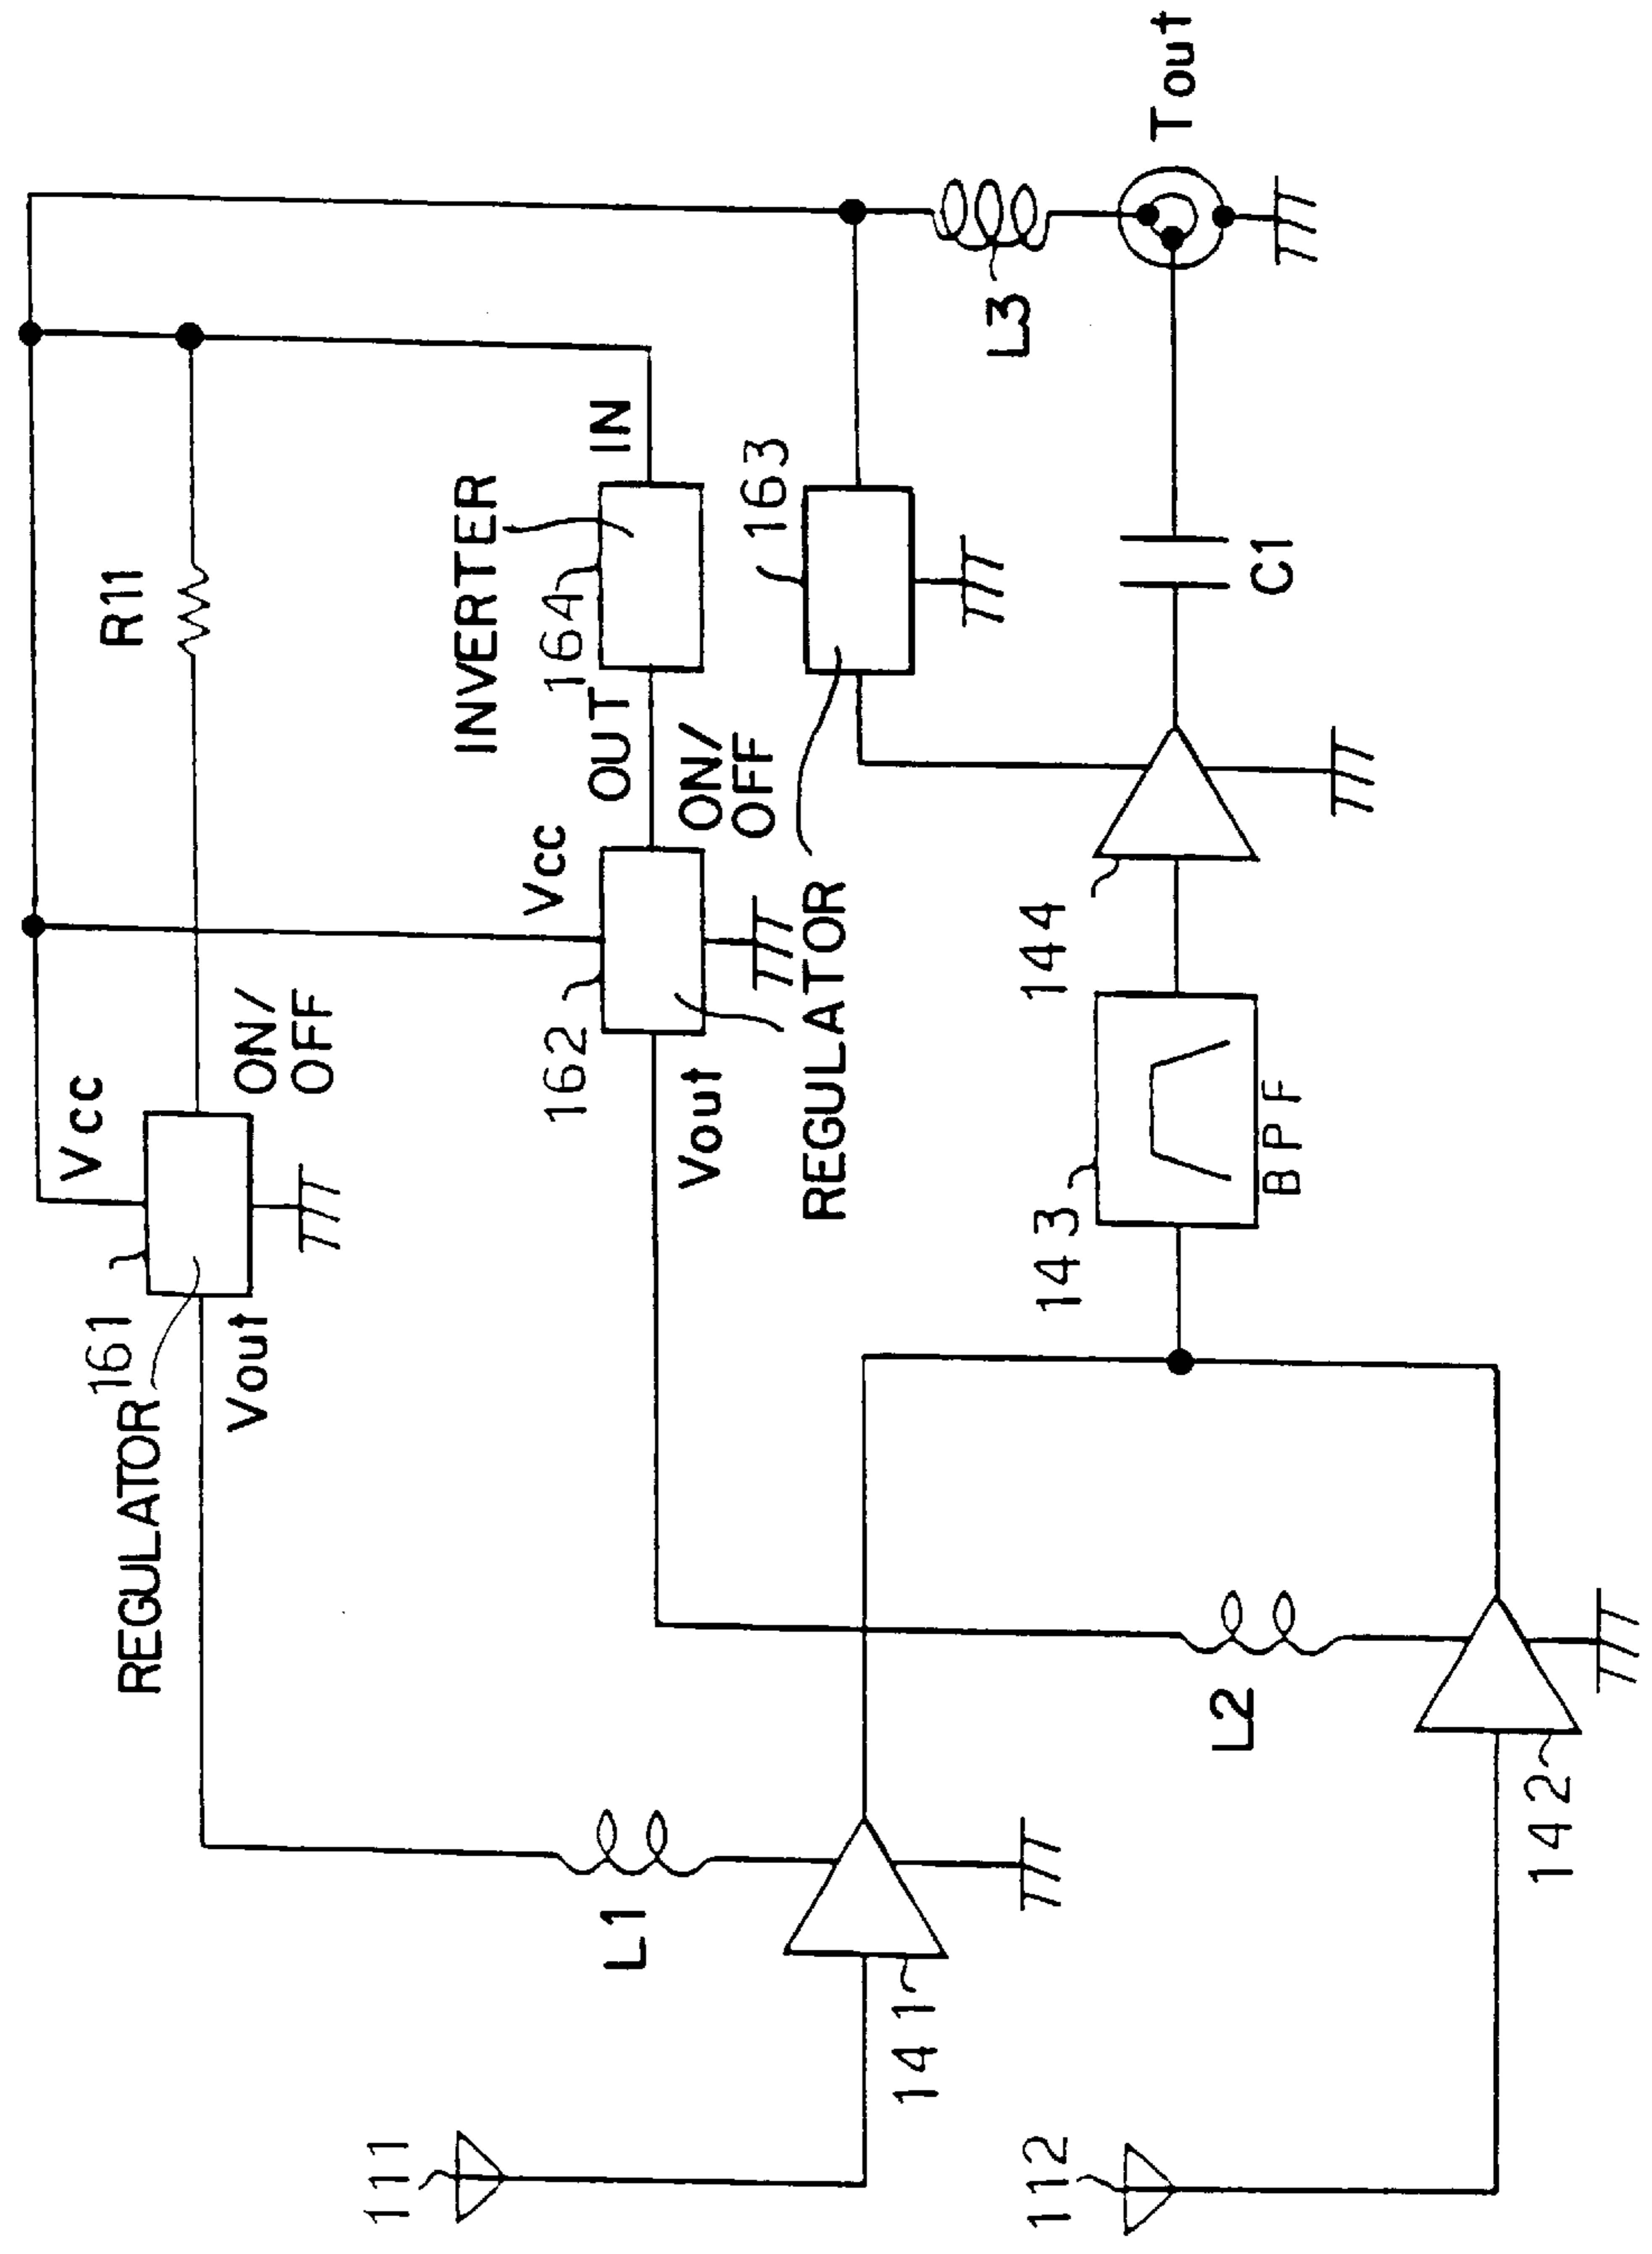 REGULATOR
161
Vcc
ON/
OFF
Vout
R11
INVERTER
164
IN
OUT
Vcc
162
ON/
OFF
Vout
REGULATOR
163
L1
L2
L3
111
141
112
142
143
BPF
144
C1
Tout